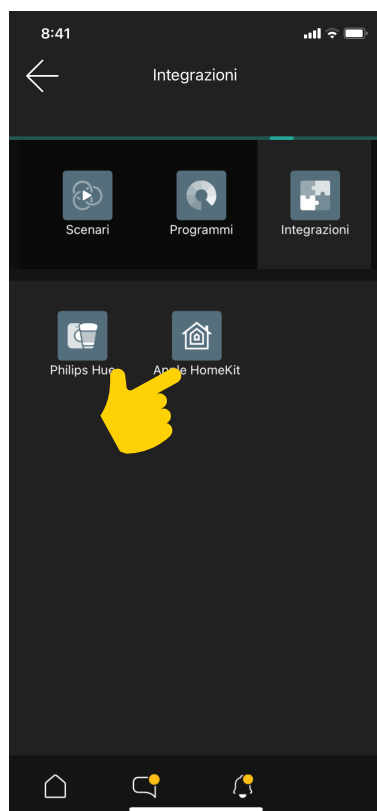 8:41
Integrazioni
Scenari
Programmi
Integrazioni
Philips Hue
Apple HomeKit